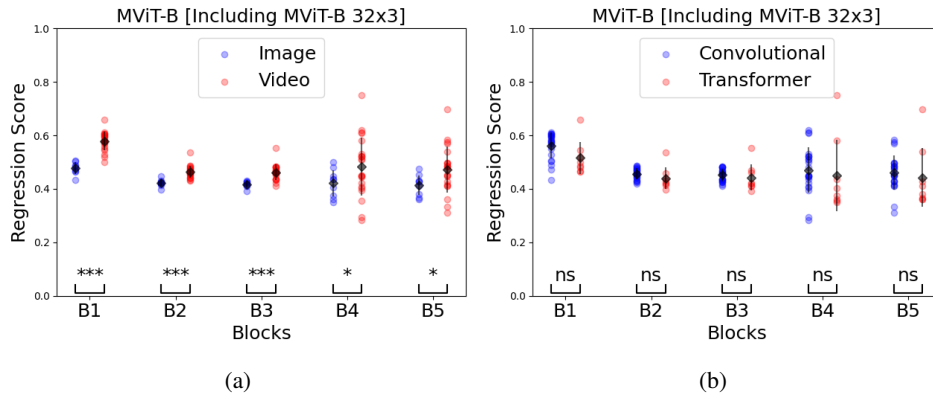 MViT-B [Including MViT-B 32x3]
Regression Score
1.0
0.8
0.6
0.4
0.2
0.0
Image
Video
***
***
***
*
*
B1 B2 B3 B4 B5
Blocks
(a)
MViT-B [Including MViT-B 32x3]
Regression Score
1.0
0.8
0.6
0.4
0.2
0.0
Convolutional
Transformer
ns ns ns ns ns
B1 B2 B3 B4 B5
Blocks
(b)